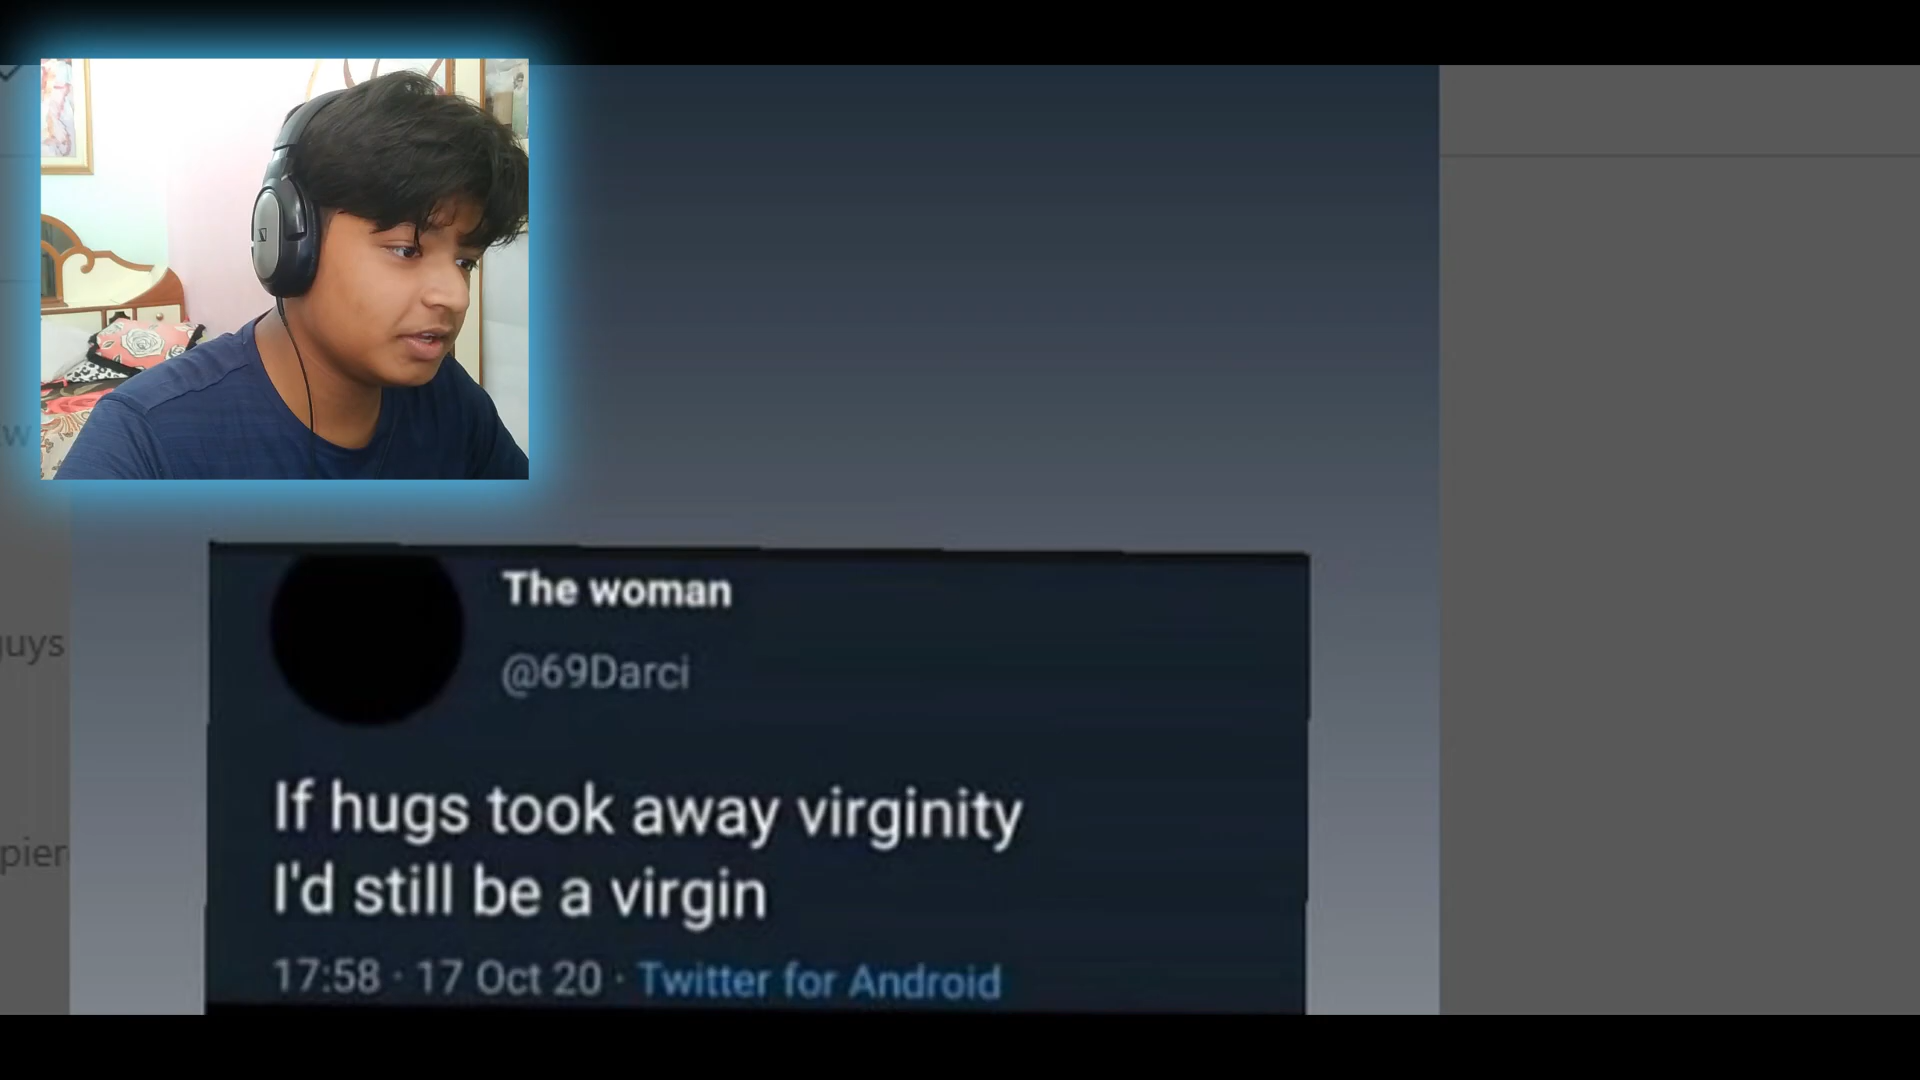 The woman
@69Darci
If hugs took away virginity
I'd still be a virgin
17:58 · 17 Oct 20 · Twitter for Android
guys